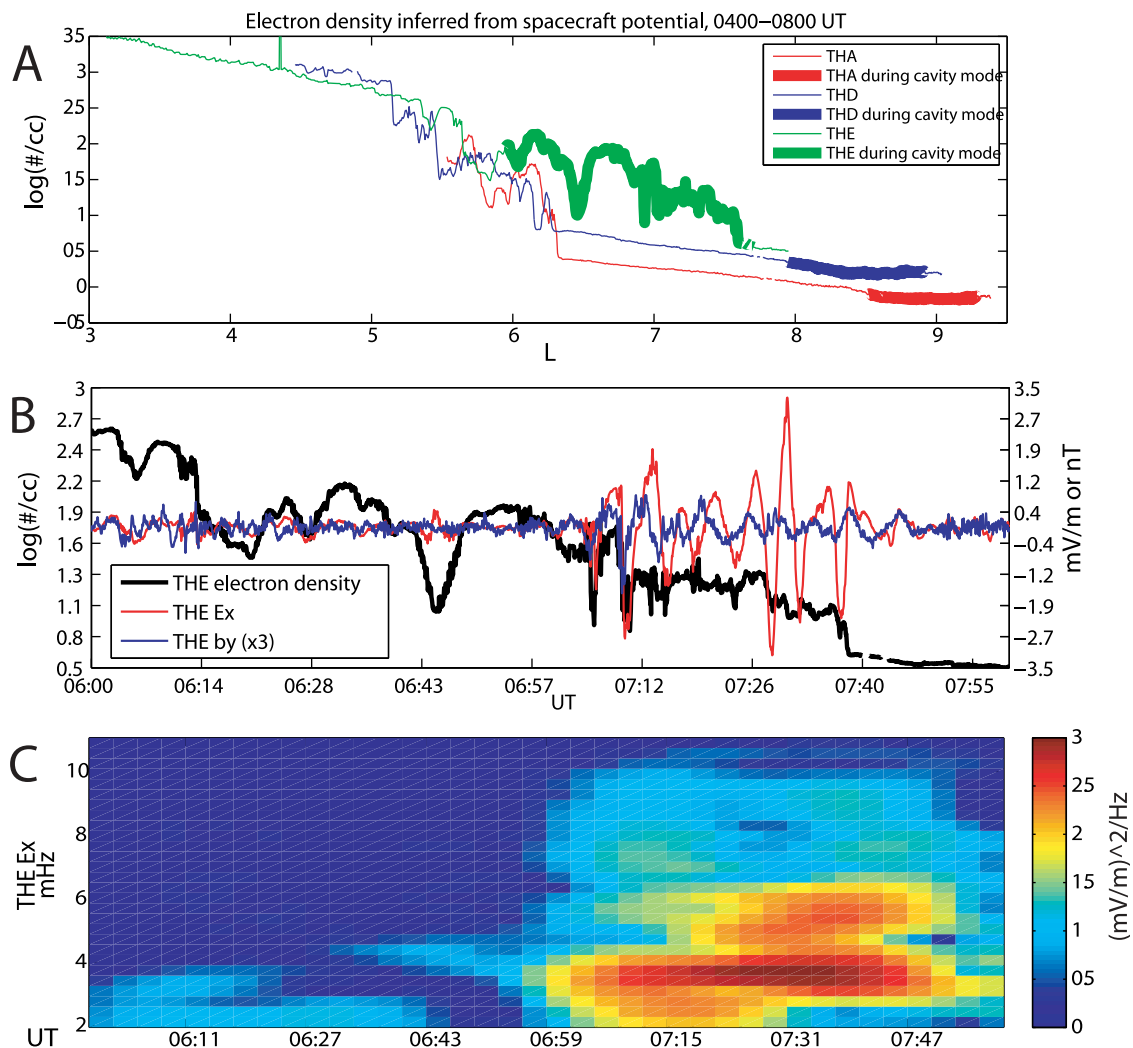 Electron density inferred from spacecraft potential, 0400–0800 UT
A
log(#/cc)
35
3
25
2
15
1
05
0
−05
3 4 5 6 7 8 9
L
THA
THA during cavity mode
THD
THD during cavity mode
THE
THE during cavity mode
B
log(#/cc)
3
2.7
2.4
2.2
1.9
1.6
1.3
1.1
0.8
0.5
3.5
2.7
1.9
1.2
0.4
−0.4
−1.2
−1.9
−2.7
−3.5
mV/m or nT
THE electron density
THE Ex
THE by (x3)
06:00 06:14 06:28 06:43 06:57 07:12 07:26 07:40 07:55
UT
C
THE Ex
mHz
10
8
6
4
2
UT 06:11 06:27 06:43 06:59 07:15 07:31 07:47
3
25
2
15
1
05
0
(mV/m)^2/Hz